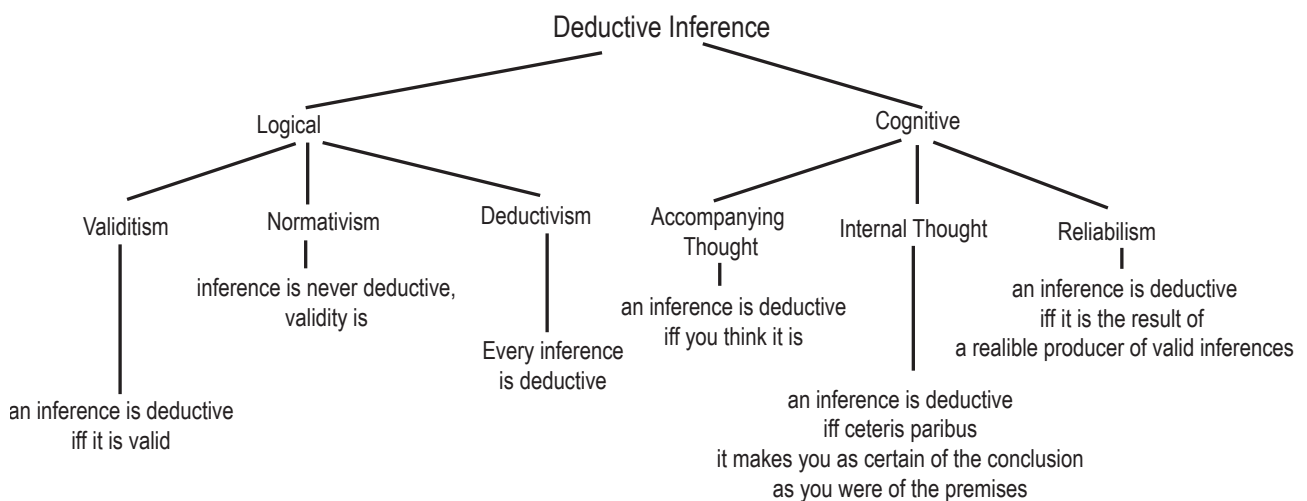 Deductive Inference
Logical
Cognitive
Validitism
Normativism
Deductivism
Accompanying
Thought
Internal Thought
Reliabilism
an inference is deductive
iff it is valid
inference is never deductive,
validity is
Every inference
is deductive
an inference is deductive
iff you think it is
an inference is deductive
iff ceteris paribus
it makes you as certain of the conclusion
as you were of the premises
an inference is deductive
iff it is the result of
a realible producer of valid inferences